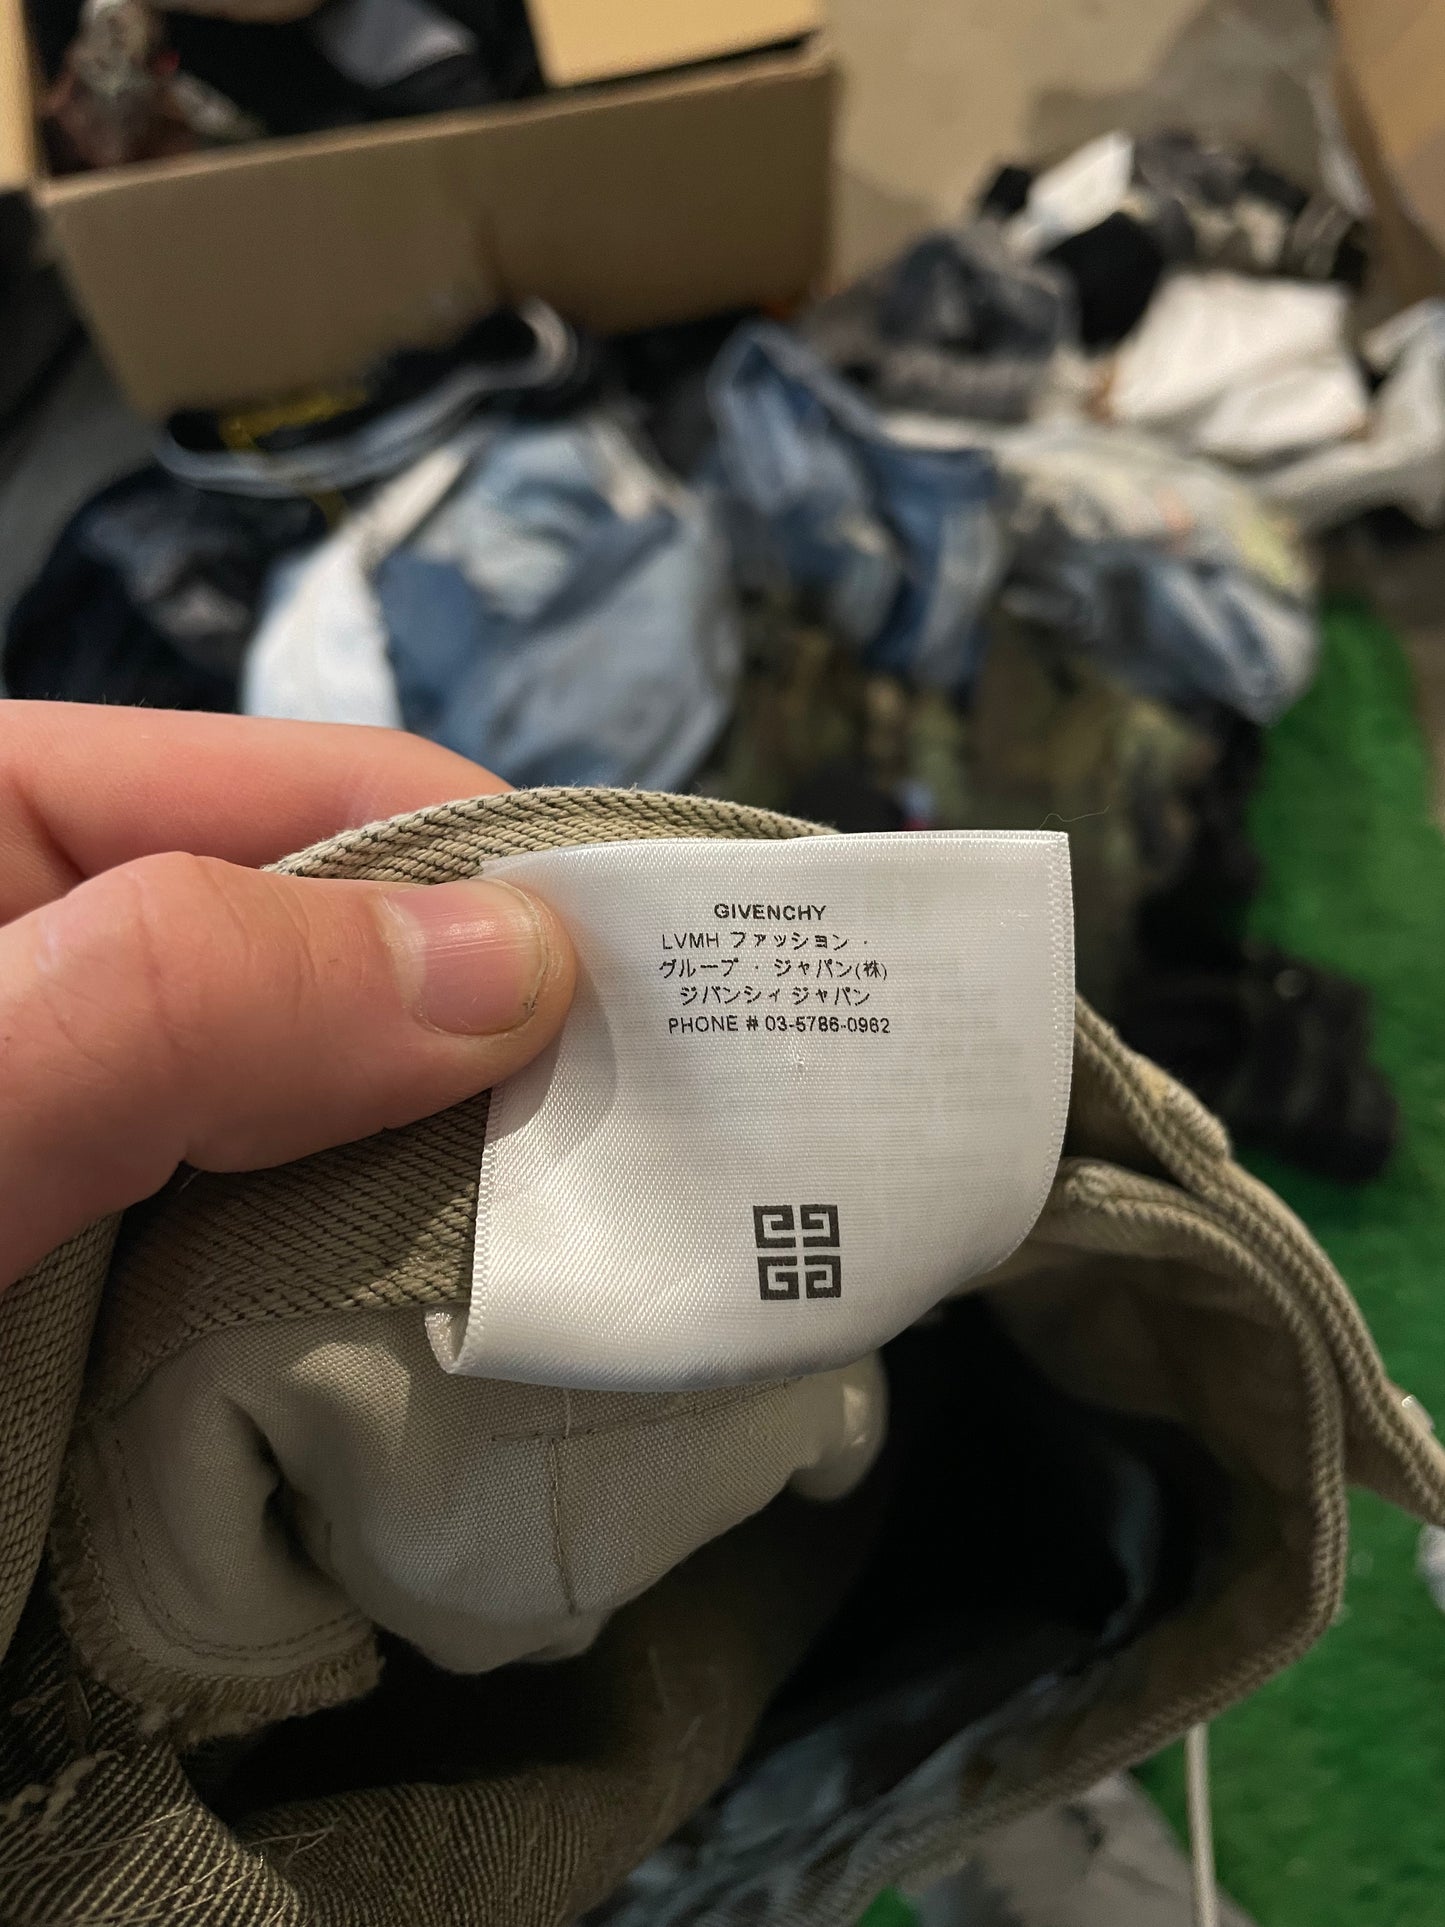 GIVENCHY
LVMH ファッション ・
グループ ・ ジャパン(株)
ジバンシィ ジャパン
PHONE # 03-5786-0962